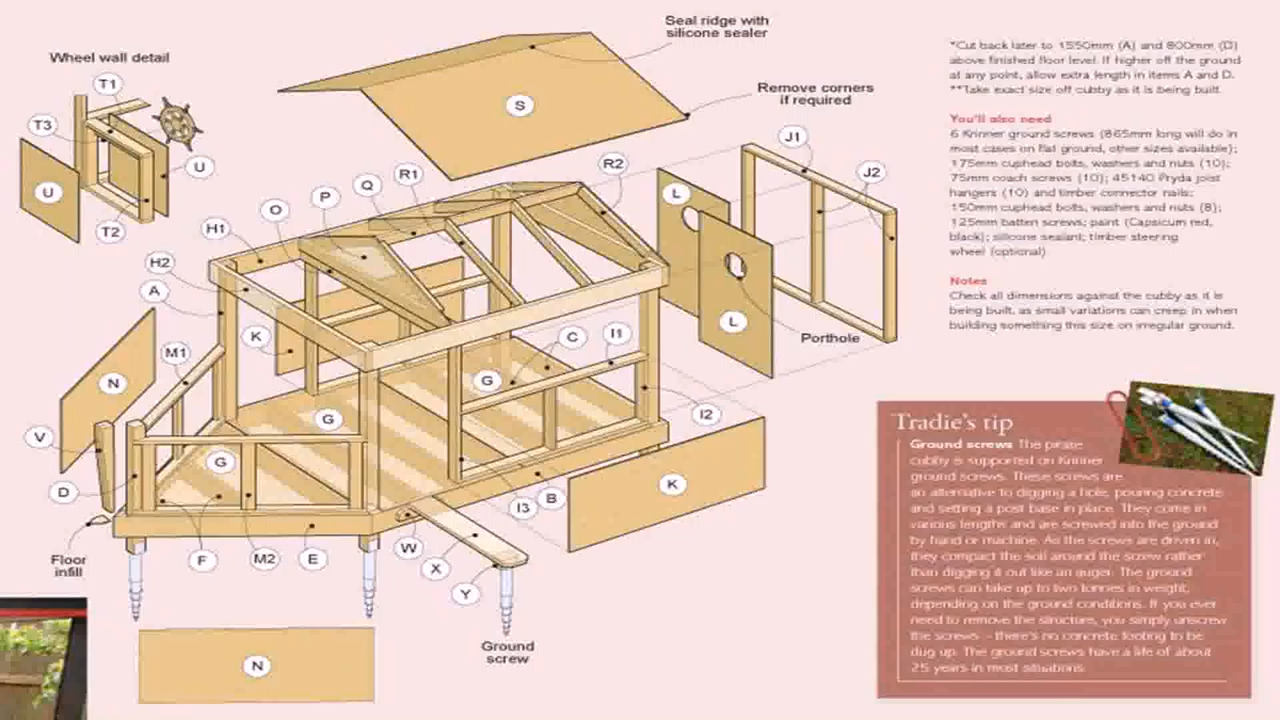 Seal ridge with
silicone sealer
Wheel wall detail
T1
T3
U
U
T2
S
Remove corners
if required
J1
J2
R2
R1
Q
P
O
H1
H2
A
L
L
Porthole
K
C
I1
M1
N
G
G
G
I2
V
D
K
B
I3
W
F
M2
E
X
Y
Floor
infill
Ground
screw
N
*Cut back later to 1550mm (A) and 800mm (D)
above finished floor level. If higher off the ground
at any point, allow extra length in items A and D.
**Take exact size off cubby as it is being built.
You'll also need
6 Krinner ground screws (865mm long will do in
most cases on flat ground, other sizes available);
175mm cuphead bolts, washers and nuts (10);
75mm coach screws (10); 45140 Pryda joist
hangers (10) and timber connector nails;
150mm cuphead bolts, washers and nuts (8);
125mm batten screws; paint (Capsicum red,
black); silicone sealant; timber steering
wheel (optional)
Notes
Check all dimensions against the cubby as it is
being built, as small variations can creep in when
building something this size on irregular ground.
Tradie's tip
Ground screws The pirate
cubby is supported on Krinner
ground screws. These screws are
an alternative to digging a hole, pouring concrete
and setting a post base in place. They come in
various lengths and are screwed into the ground
by hand or machine. As the screws are driven in,
they compact the soil around the screw rather
than digging it out like an auger. The ground
screws can take up to two tonnes in weight,
depending on the ground conditions. If you ever
need to remove the structure, you simply unscrew
the screws – there's no concrete footing to be
dug up. The ground screws have a life of about
25 years in most situations.